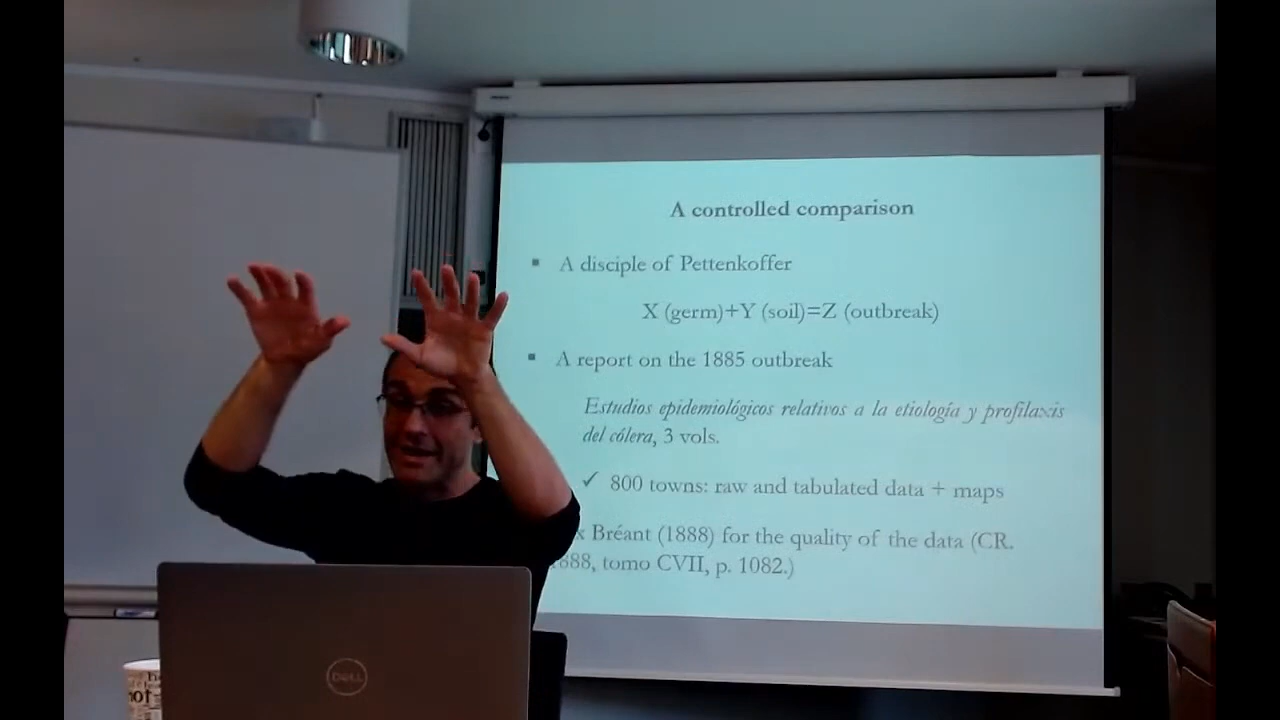 A controlled comparison
A disciple of Pettenkoffer
X (germ)+Y (soil)=Z (outbreak)
A report on the 1885 outbreak
Estudios epidemiológicos relativos a la etiología y profilaxis
del cólera, 3 vols.
✓ 800 towns: raw and tabulated data + maps
Bréant (1888) for the quality of the data (CR.
888, tomo CVII, p. 1082.)
DELL
not